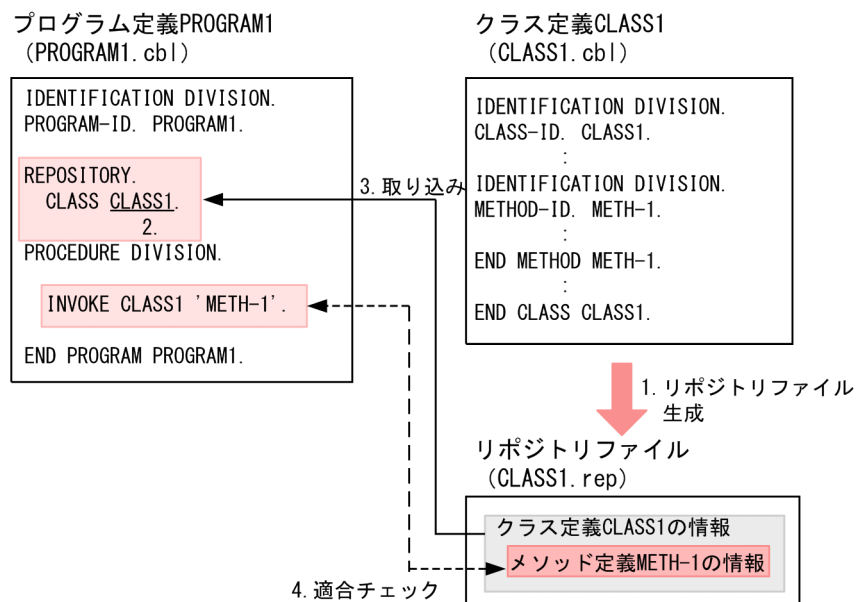 プログラム定義PROGRAM1
（PROGRAM1.cbl）
IDENTIFICATION DIVISION.
PROGRAM-ID. PROGRAM1.
REPOSITORY.
CLASS CLASS1.
2.
PROCEDURE DIVISION.
INVOKE CLASS1 'METH-1'.
END PROGRAM PROGRAM1.
クラス定義CLASS1
（CLASS1.cbl）
IDENTIFICATION DIVISION.
CLASS-ID. CLASS1.
:
IDENTIFICATION DIVISION.
METHOD-ID. METH-1.
:
END METHOD METH-1.
:
END CLASS CLASS1.
3.取り込み
1.リポジトリファイル
生成
リポジトリファイル
（CLASS1.rep）
クラス定義CLASS1の情報
メソッド定義METH-1の情報
4.適合チェック